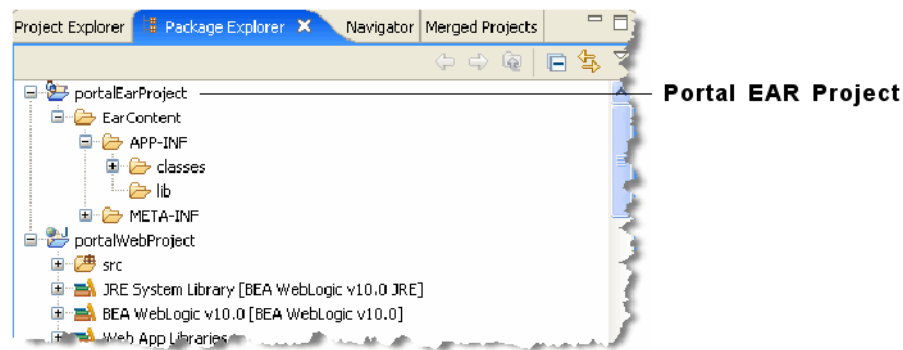 Project Explorer Package Explorer Navigator Merged Projects
portalEarProject Portal EAR Project
EarContent
APP-INF
classes
lib
META-INF
portalWebProject
src
JRE System Library [BEA WebLogic v10.0 JRE]
BEA WebLogic v10.0 [BEA WebLogic v10.0]
Web App Libraries